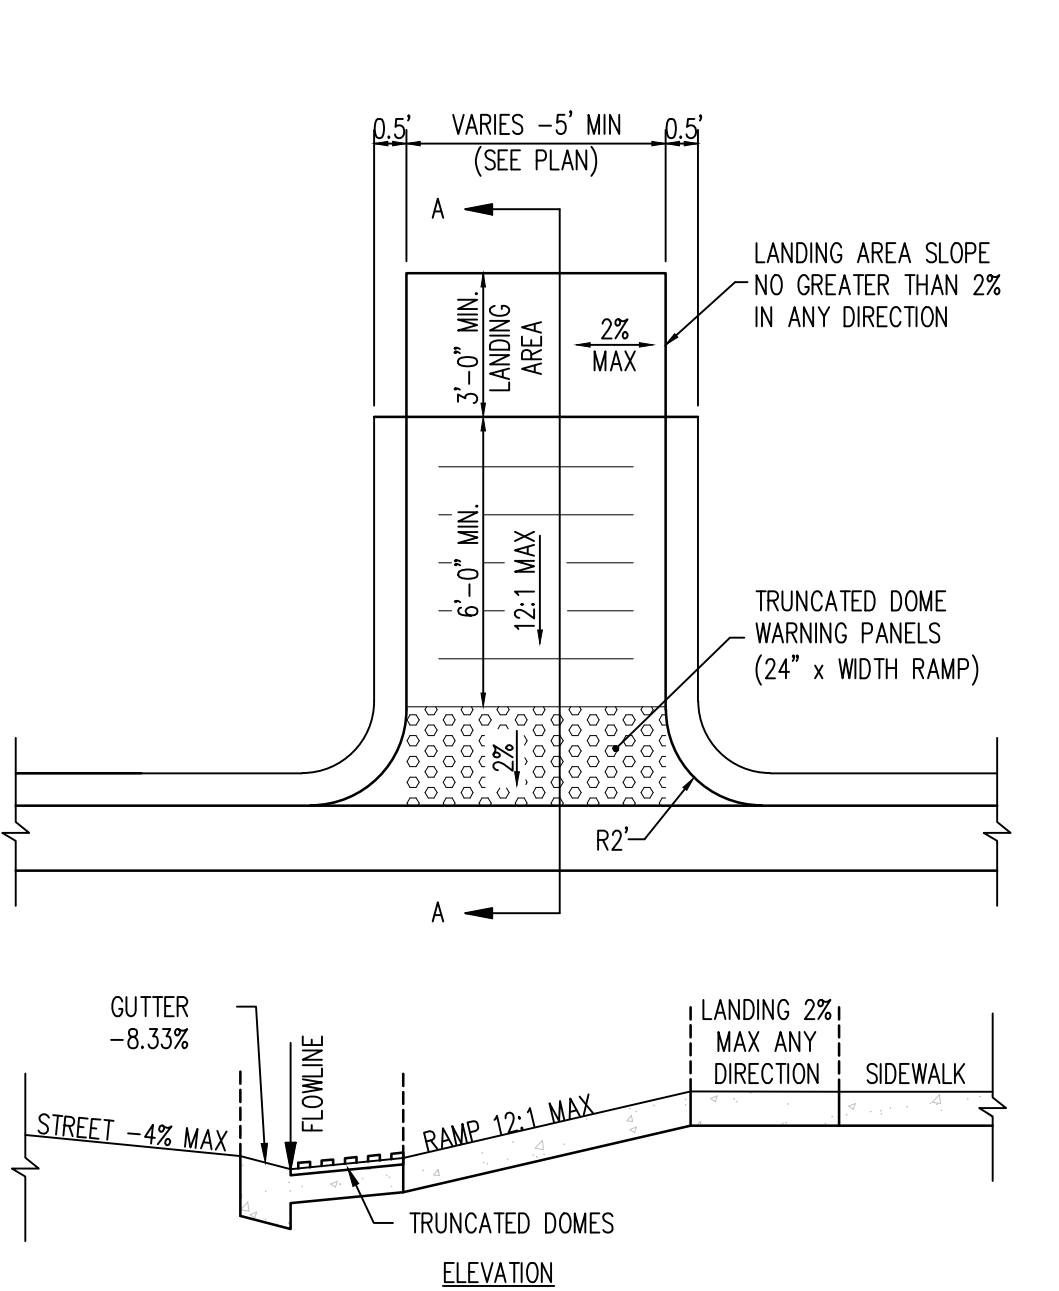 0.5'
VARIES -5' MIN
0.5'
(SEE PLAN)
A
LANDING AREA SLOPE
NO GREATER THAN 2%
IN ANY DIRECTION
3'-0" MIN.
LANDING
AREA
2%
MAX
6'-0" MIN.
12:1 MAX
TRUNCATED DOME
WARNING PANELS
(24" x WIDTH RAMP)
2%
R2'
A
GUTTER
-8.33%
FLOWLINE
LANDING 2%
MAX ANY
DIRECTION
SIDEWALK
STREET -4% MAX
RAMP 12:1 MAX
TRUNCATED DOMES
ELEVATION